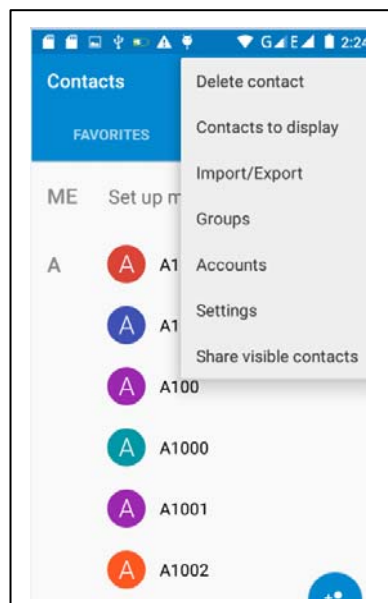 G E 2:24
Contacts
Delete contact
FAVORITES
Contacts to display
Import/Export
ME Set up m
Groups
A A A1
Accounts
A A1
Settings
Share visible contacts
A A100
A A1000
A A1001
A A1002